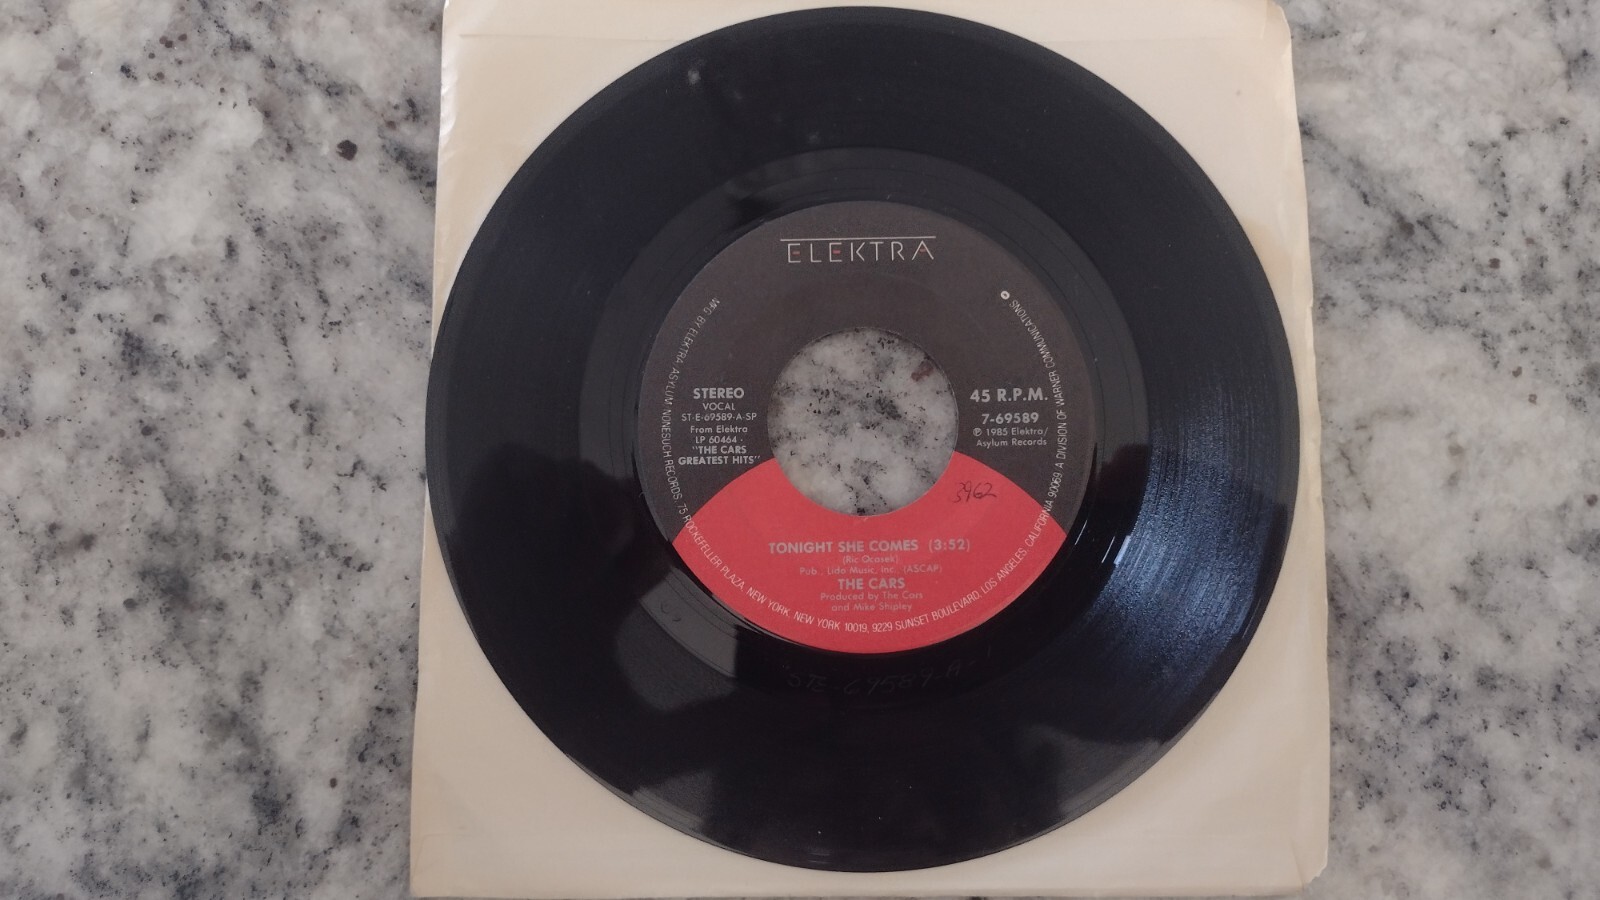 ELEKTRA
STEREO
VOCAL
ST-E-69589-A-SP
From Elektra
LP 60464 -
"THE CARS
GREATEST HITS"
45 R.P.M.
7-69589
℗ 1985 Elektra/
Asylum Records
3962
TONIGHT SHE COMES (3:52)
(Ric Ocasek)
Pub., Lido Music, Inc. (ASCAP)
THE CARS
Produced by The Cars
and Mike Shipley
MFG. BY ELEKTRA, ASYLUM, NONESUCH RECORDS, 75 ROCKEFELLER PLAZA, NEW YORK, NEW YORK 10019, 9229 SUNSET BOULEVARD, LOS ANGELES, CALIFORNIA 90069. A DIVISION OF WARNER COMMUNICATIONS